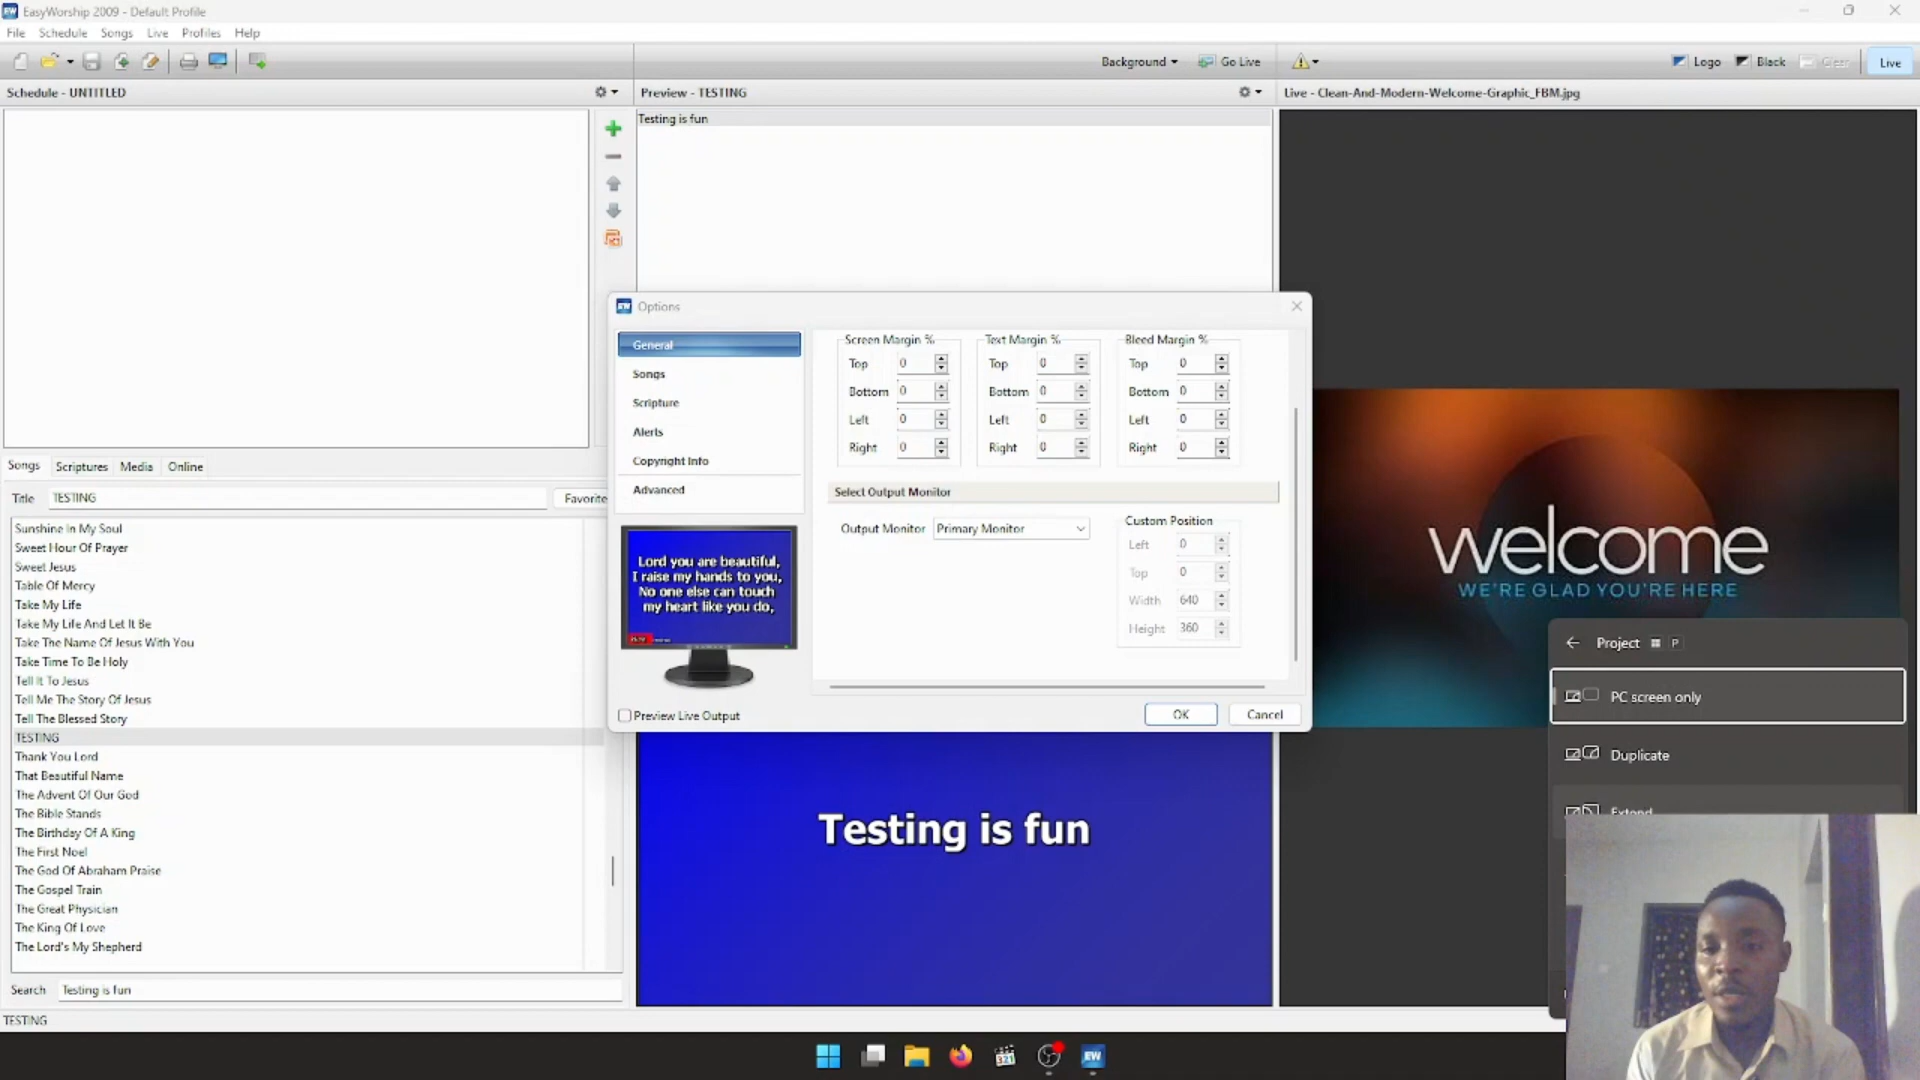 EasyWorship 2009 - Default Profile
File Schedule Songs Live Profiles Help
Background Go Live Logo Black Clear Live
Schedule - UNTITLED
Preview - TESTING
Live - Clean-And-Modern-Welcome-Graphic_FBM.jpg
Testing is fun
Options
General
Songs
Scripture
Alerts
Copyright Info
Advanced
Screen Margin %
Top 0
Bottom 0
Left 0
Right 0
Text Margin %
Top 0
Bottom 0
Left 0
Right 0
Bleed Margin %
Top 0
Bottom 0
Left 0
Right 0
Select Output Monitor
Output Monitor Primary Monitor
Custom Position
Left 0
Top 0
Width 640
Height 360
Lord you are beautiful,
I raise my hands to you,
No one else can touch
my heart like you do,
Preview Live Output
OK Cancel
Songs Scriptures Media Online
Title TESTING Favorite
Sunshine In My Soul
Sweet Hour Of Prayer
Sweet Jesus
Table Of Mercy
Take My Life
Take My Life And Let It Be
Take The Name Of Jesus With You
Take Time To Be Holy
Tell It To Jesus
Tell Me The Story Of Jesus
Tell The Blessed Story
TESTING
Thank You Lord
That Beautiful Name
The Advent Of Our God
The Bible Stands
The Birthday Of A King
The First Noel
The God Of Abraham Praise
The Gospel Train
The Great Physician
The King Of Love
The Lord's My Shepherd
Search Testing is fun
TESTING
Testing is fun
welcome
WE'RE GLAD YOU'RE HERE
Project P
PC screen only
Duplicate
Extend
EW